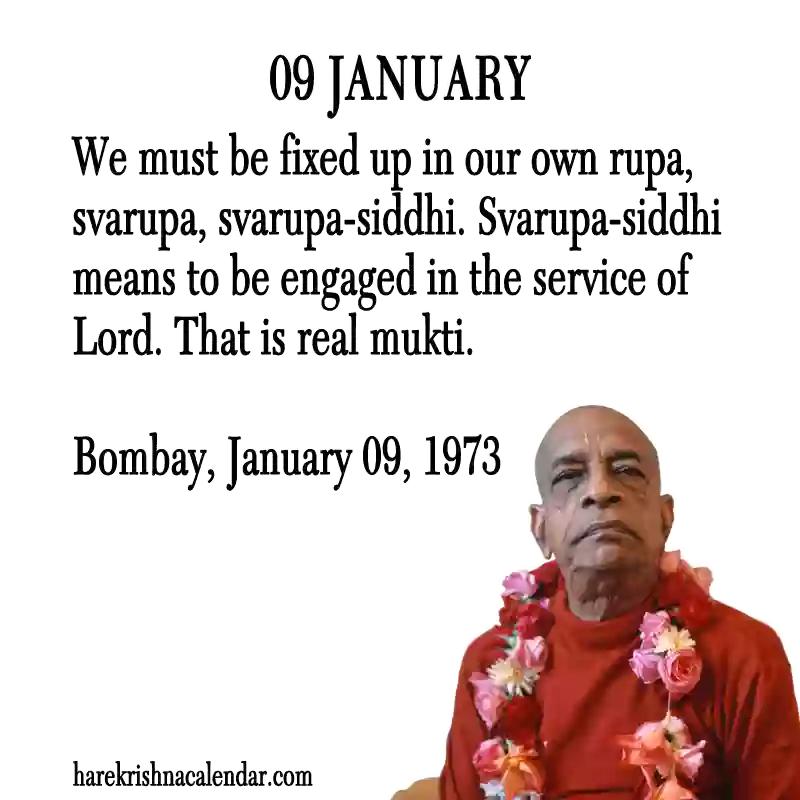 09 JANUARY
We must be fixed up in our own rupa,
svarupa, svarupa-siddhi. Svarupa-siddhi
means to be engaged in the service of
Lord. That is real mukti.
Bombay, January 09, 1973
harekrishnacalendar.com